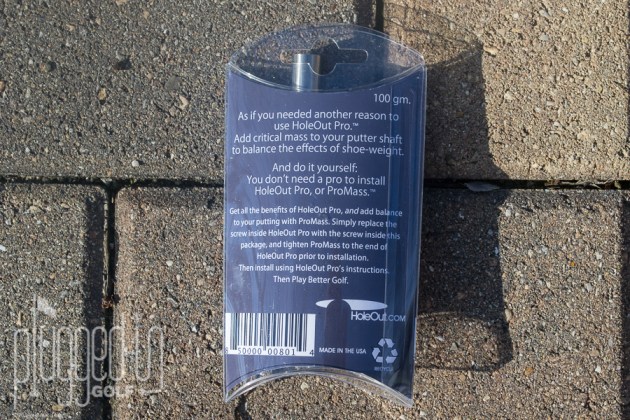 100 gm.
As if you needed another reason to
use HoleOut Pro.™
Add critical mass to your putter shaft
to balance the effects of shoe-weight.
And do it yourself:
You don't need a pro to install
HoleOut Pro, or ProMass.™
Get all the benefits of HoleOut Pro, and add balance
to your putting with ProMass. Simply replace the
screw inside HoleOut Pro with the screw inside this
package, and tighten ProMass to the end of
HoleOut Pro prior to installation.
Then install using HoleOut Pro's instructions.
Then Play Better Golf.
HoleOut.COM
50000 00801 4
MADE IN THE USA
RECYCLE
plugged in
GOLF